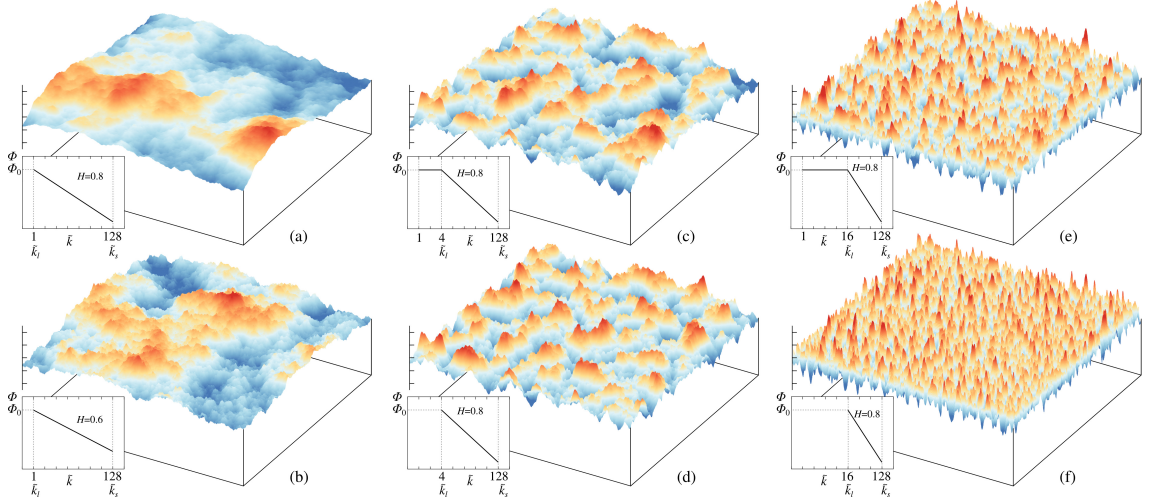 Φ
Φ₀
H=0.8
1 k̃ 128
k̃ₗ k̃ₛ
(a)
Φ
Φ₀
H=0.8
1 4 k̃ 128
k̃ₗ k̃ₛ
(c)
Φ
Φ₀
H=0.8
1 k̃ 16 128
k̃ₗ k̃ₛ
(e)
Φ
Φ₀
H=0.6
1 k̃ 128
k̃ₗ k̃ₛ
(b)
Φ
Φ₀
H=0.8
4 k̃ 128
k̃ₗ k̃ₛ
(d)
Φ
Φ₀
H=0.8
k̃ 16 128
k̃ₗ k̃ₛ
(f)